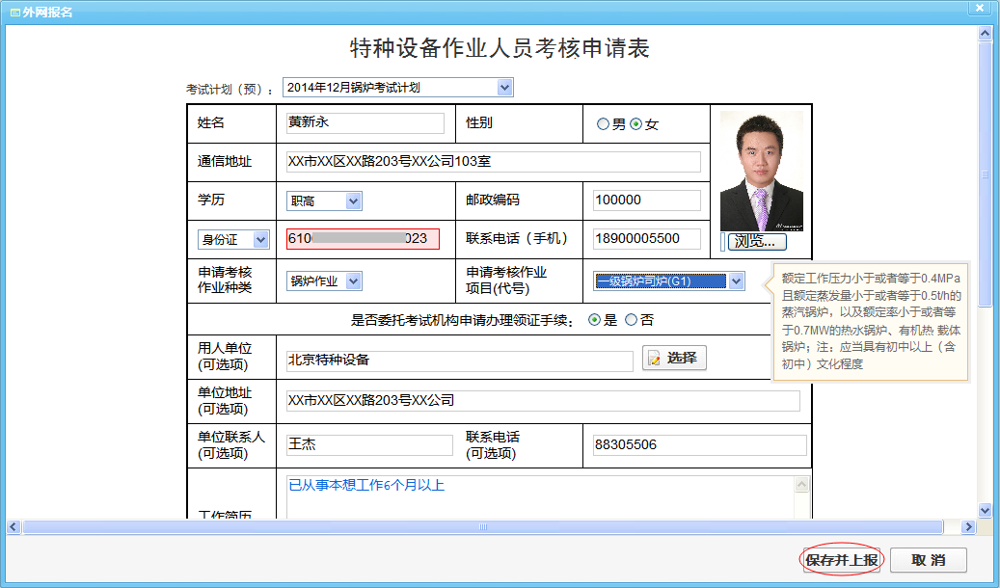 外网报名
特种设备作业人员考核申请表
考试计划（预）： 2014年12月锅炉考试计划
姓名 黄新永 性别 男 女
通信地址 XX市XX区XX路203号XX公司103室
学历 职高 邮政编码 100000
身份证 610 023 联系电话（手机） 18900005500
浏览...
申请考核
作业种类
锅炉作业
申请考核作业
项目(代号)
一级锅炉司炉(G1)
额定工作压力小于或者等于0.4MPa
且额定蒸发量小于或者等于0.5t/h的
蒸汽锅炉，以及额定率小于或者等
于0.7MW的热水锅炉、有机热 载体
锅炉；注：应当具有初中以上（含
初中）文化程度
是否委托考试机构申请办理领证手续： 是 否
用人单位
(可选项)
北京特种设备 选择
单位地址
(可选项)
XX市XX区XX路203号XX公司
单位联系人
(可选项)
王杰
联系电话
(可选项)
88305506
已从事本想工作6个月以上
工作简历
保存并上报 取 消